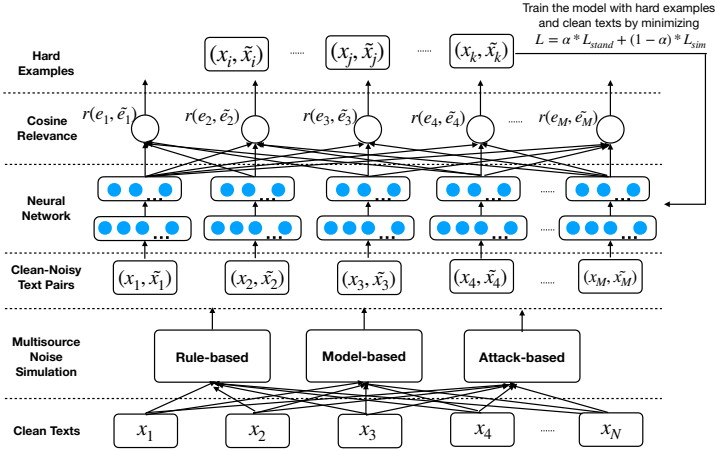 Train the model with hard examples
and clean texts by minimizing
L = α * L_stand + (1 − α) * L_sim
Hard
Examples
(x_i, x̃_i) ...... (x_j, x̃_j) ...... (x_k, x̃_k)
Cosine
Relevance
r(e_1, ẽ_1) r(e_2, ẽ_2) r(e_3, ẽ_3) r(e_4, ẽ_4) ...... r(e_M, ẽ_M)
Neural
Network
... ... ... ... ...... ...
... ... ... ... ...... ...
Clean-Noisy
Text Pairs
(x_1, x̃_1) (x_2, x̃_2) (x_3, x̃_3) (x_4, x̃_4) ...... (x_M, x̃_M)
Multisource
Noise
Simulation
Rule-based Model-based Attack-based
Clean Texts
x_1 x_2 x_3 x_4 ...... x_N